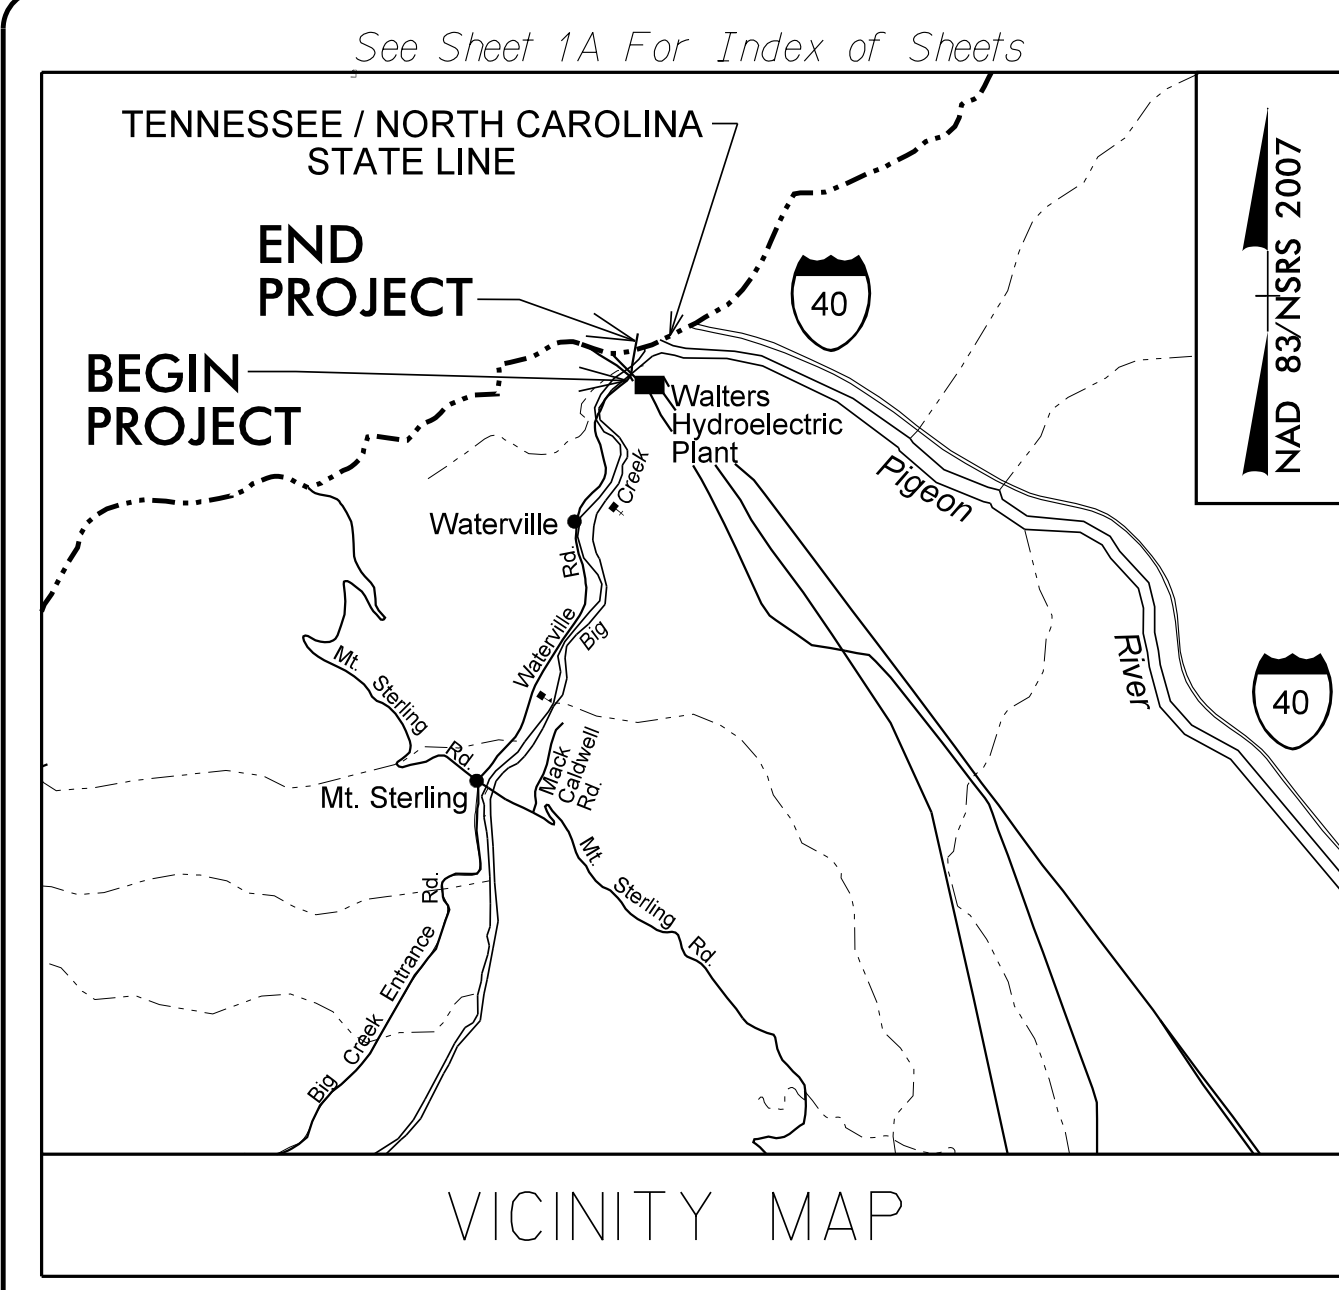 See Sheet 1A For Index of Sheets
TENNESSEE / NORTH CAROLINA
STATE LINE
END
PROJECT
BEGIN
PROJECT
40
NAD 83/NSRS 2007
Walters
Hydroelectric
Plant
Pigeon
River
40
Creek
Big
Waterville
Rd.
Waterville
Mt. Sterling Rd.
Mt. Sterling
Mack
Caldwell
Rd.
Mt. Sterling Rd.
Big Creek Entrance Rd.
VICINITY MAP